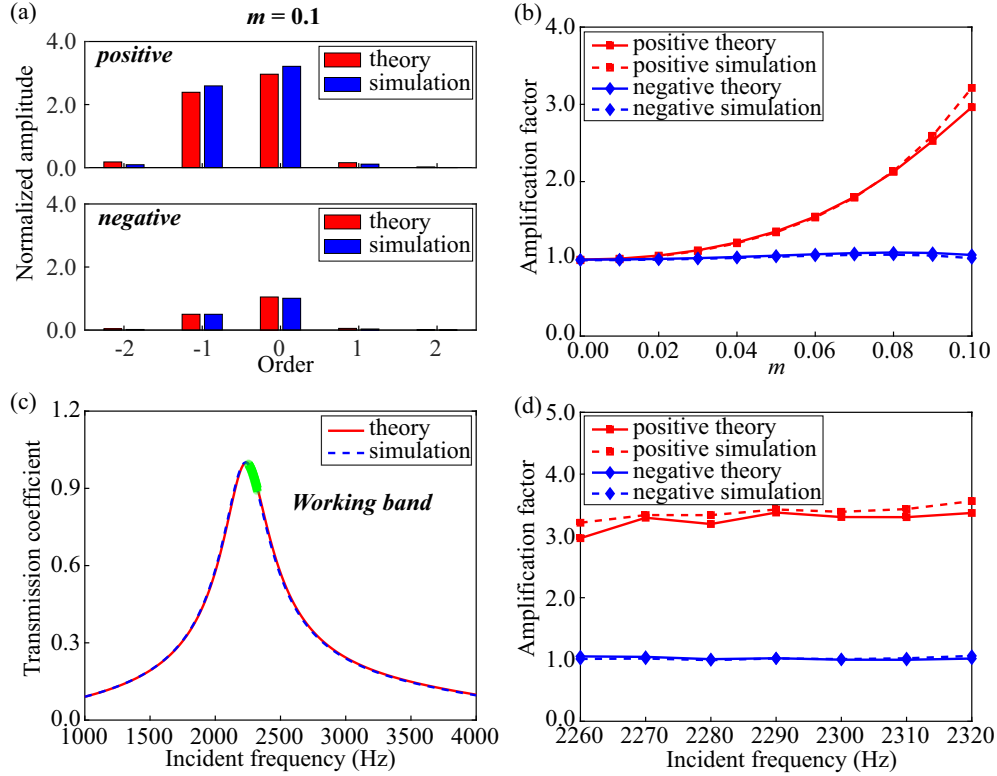 (a)
m = 0.1
Normalized amplitude
4.0
2.0
0.0
positive
theory
simulation
4.0
2.0
0.0
negative
theory
simulation
-2 -1 0 1 2
Order
(b)
Amplification factor
4.0
3.0
2.0
1.0
0.0
positive theory
positive simulation
negative theory
negative simulation
0.00 0.02 0.04 0.06 0.08 0.10
m
(c)
Transmission coefficient
1.2
0.9
0.6
0.3
0.0
theory
simulation
Working band
1000 1500 2000 2500 3000 3500 4000
Incident frequency (Hz)
(d)
Amplification factor
5.0
4.0
3.0
2.0
1.0
0.0
positive theory
positive simulation
negative theory
negative simulation
2260 2270 2280 2290 2300 2310 2320
Incident frequency (Hz)